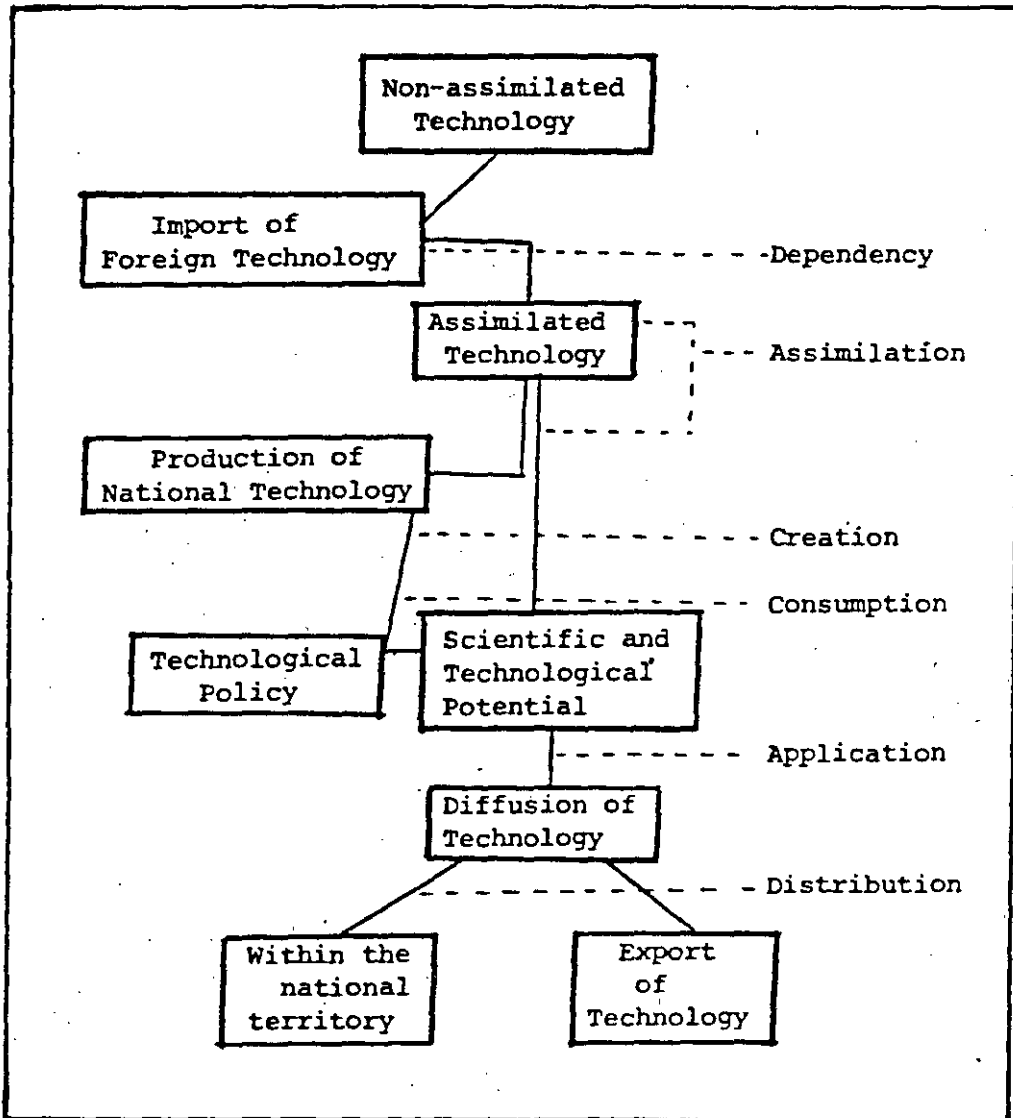 Non-assimilated
Technology
Import of
Foreign Technology
Dependency
Assimilated
Technology
Assimilation
Production of
National Technology
Creation
Consumption
Technological
Policy
Scientific and
Technological
Potential
Application
Diffusion of
Technology
Distribution
Within the
national
territory
Export
of
Technology